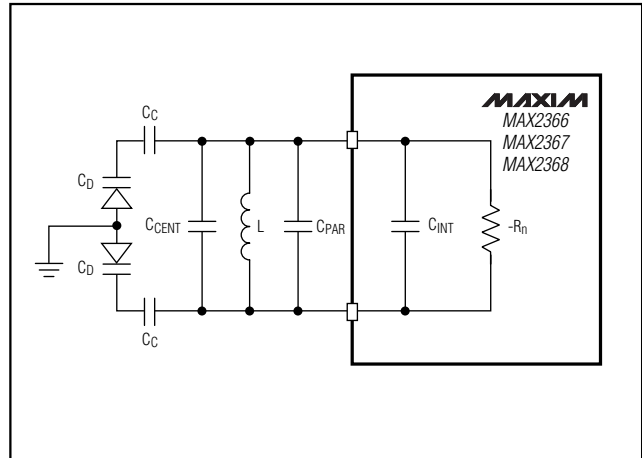 MAXIM
MAX2366
MAX2367
MAX2368
CC
CD
CCENT
L
CPAR
CINT
-Rn
CD
CC